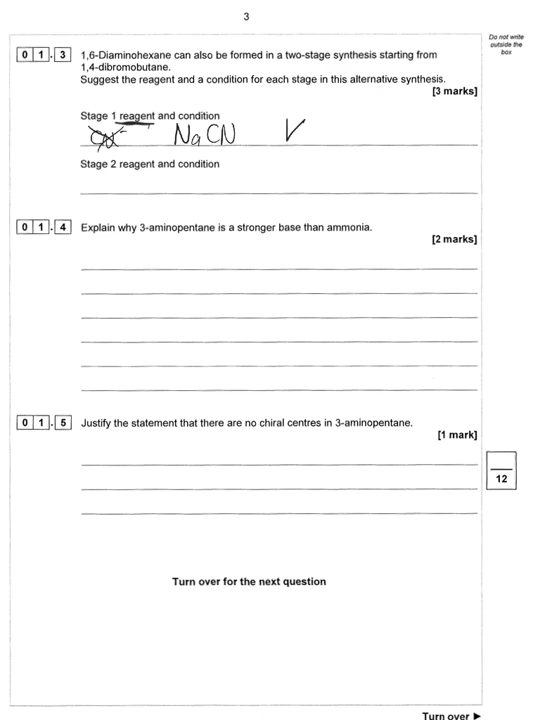 3
Do not write
outside the
box
0 1 . 3 1,6-Diaminohexane can also be formed in a two-stage synthesis starting from
1,4-dibromobutane.
Suggest the reagent and a condition for each stage in this alternative synthesis.
[3 marks]
Stage 1 reagent and condition
NaCN ✓
Stage 2 reagent and condition
0 1 . 4 Explain why 3-aminopentane is a stronger base than ammonia.
[2 marks]
0 1 . 5 Justify the statement that there are no chiral centres in 3-aminopentane.
[1 mark]
12
Turn over for the next question
Turn over ►